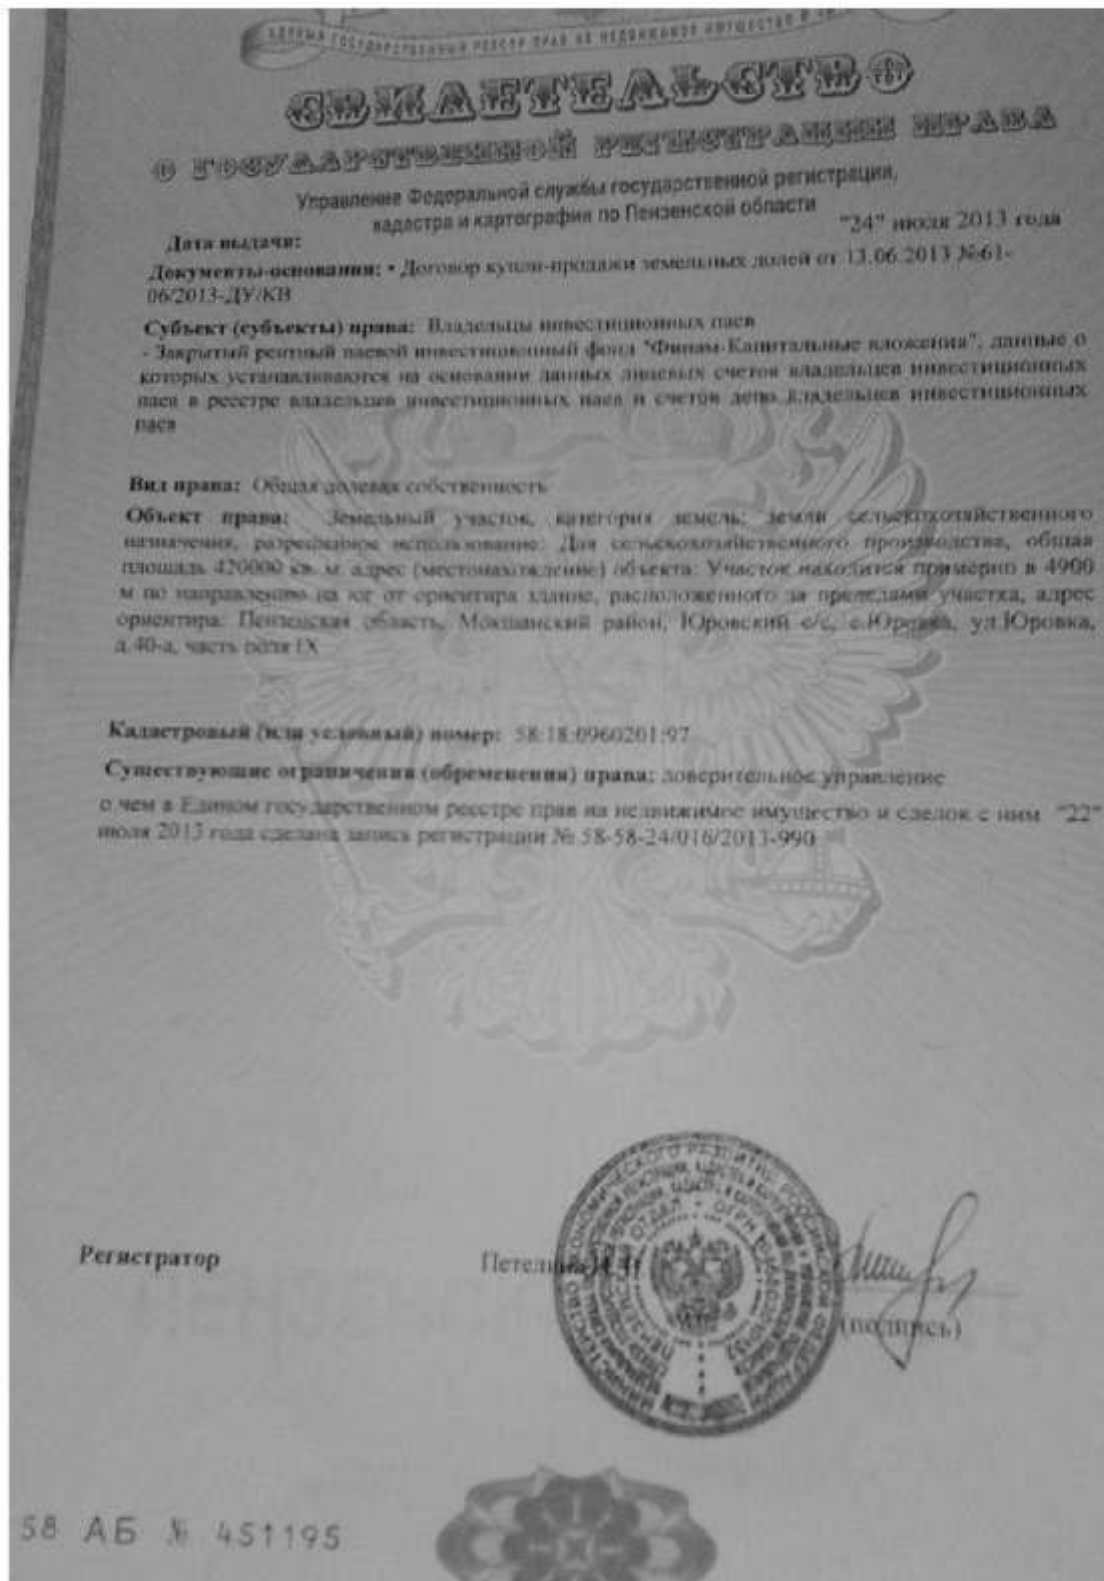 ЕДИНЫЙ ГОСУДАРСТВЕННЫЙ РЕЕСТР ПРАВ НА НЕДВИЖИМОЕ ИМУЩЕСТВО И
СВИДЕТЕЛЬСТВО
О ГОСУДАРСТВЕННОЙ РЕГИСТРАЦИИ ПРАВА
Управление Федеральной службы государственной регистрации,
кадастра и картографии по Пензенской области
Дата выдачи: "24" июля 2013 года
Документы-основания: • Договор купли-продажи земельных долей от 13.06.2013 №61-
06/2013-ДУ/КВ
Субъект (субъекты) права: Владельцы инвестиционных паев
- Закрытый рентный паевой инвестиционный фонд "Финам-Капитальные вложения", данные о
которых устанавливаются на основании данных лицевых счетов владельцев инвестиционных
паев в реестре владельцев инвестиционных паев и счетов депо владельцев инвестиционных
паев
Вид права: Общая долевая собственность
Объект права: Земельный участок, категория земель: земли сельскохозяйственного
назначения, разрешенное использование: Для сельскохозяйственного производства, общая
площадь 420000 кв. м, адрес (местонахождение) объекта: Участок находится примерно в 4900
м по направлению на юг от ориентира здание, расположенного за пределами участка, адрес
ориентира: Пензенская область, Мокшанский район, Юровский с/с, с.Юровка, ул.Юровка,
д.40-а, часть поля IX
Кадастровый (или условный) номер: 58:18:0960201:97
Существующие ограничения (обременения) права: доверительное управление
о чем в Едином государственном реестре прав на недвижимое имущество и сделок с ним "22"
июля 2013 года сделана запись регистрации № 58-58-24/016/2013-990
Регистратор
(подпись)
58 АБ № 451195